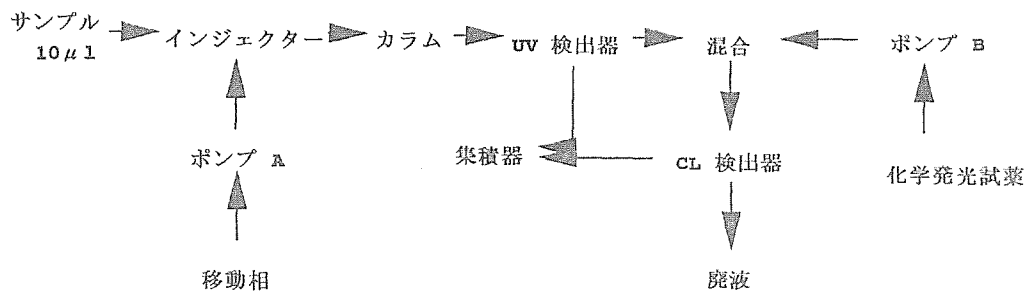 サンプル
10μl
インジェクター
カラム
UV 検出器
混合
ポンプ B
ポンプ A
集積器
CL 検出器
化学発光試薬
移動相
廃液